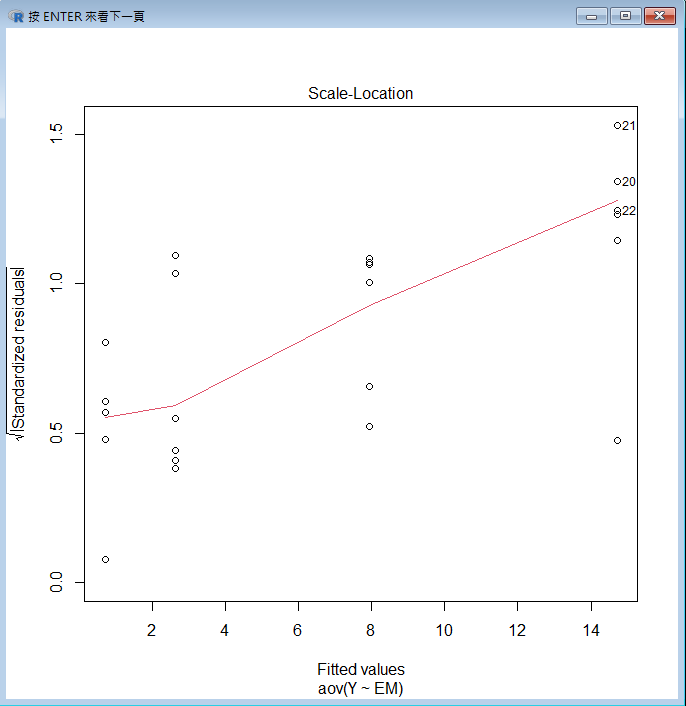 按 ENTER 來看下一頁
Scale-Location
√|Standardized residuals|
1.5
1.0
0.5
0.0
21
20
22
2 4 6 8 10 12 14
Fitted values
aov(Y ~ EM)